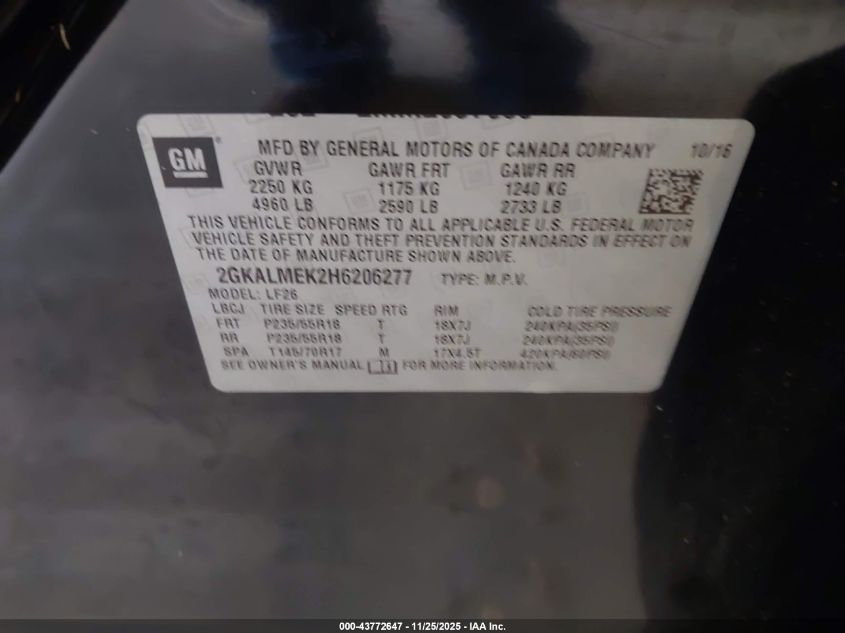 GM
MFD BY GENERAL MOTORS OF CANADA COMPANY 10/16
GVWR GAWR FRT GAWR RR
2250 KG 1175 KG 1240 KG
4960 LB 2590 LB 2733 LB
THIS VEHICLE CONFORMS TO ALL APPLICABLE U.S. FEDERAL MOTOR
VEHICLE SAFETY AND THEFT PREVENTION STANDARDS IN EFFECT ON
THE DATE OF MANUFACTURE SHOWN ABOVE.
2GKALMEK2H6206277 TYPE: M.P.V.
MODEL: LF26
LBCJ TIRE SIZE SPEED RTG RIM COLD TIRE PRESSURE
FRT P235/55R18 T 18X7J 240KPA(35PSI)
RR P235/55R18 T 18X7J 240KPA(35PSI)
SPA T145/70R17 M 17X4.5T 420KPA(60PSI)
SEE OWNER'S MANUAL FOR MORE INFORMATION.
000-43772647 - 11/25/2025 - IAA Inc.